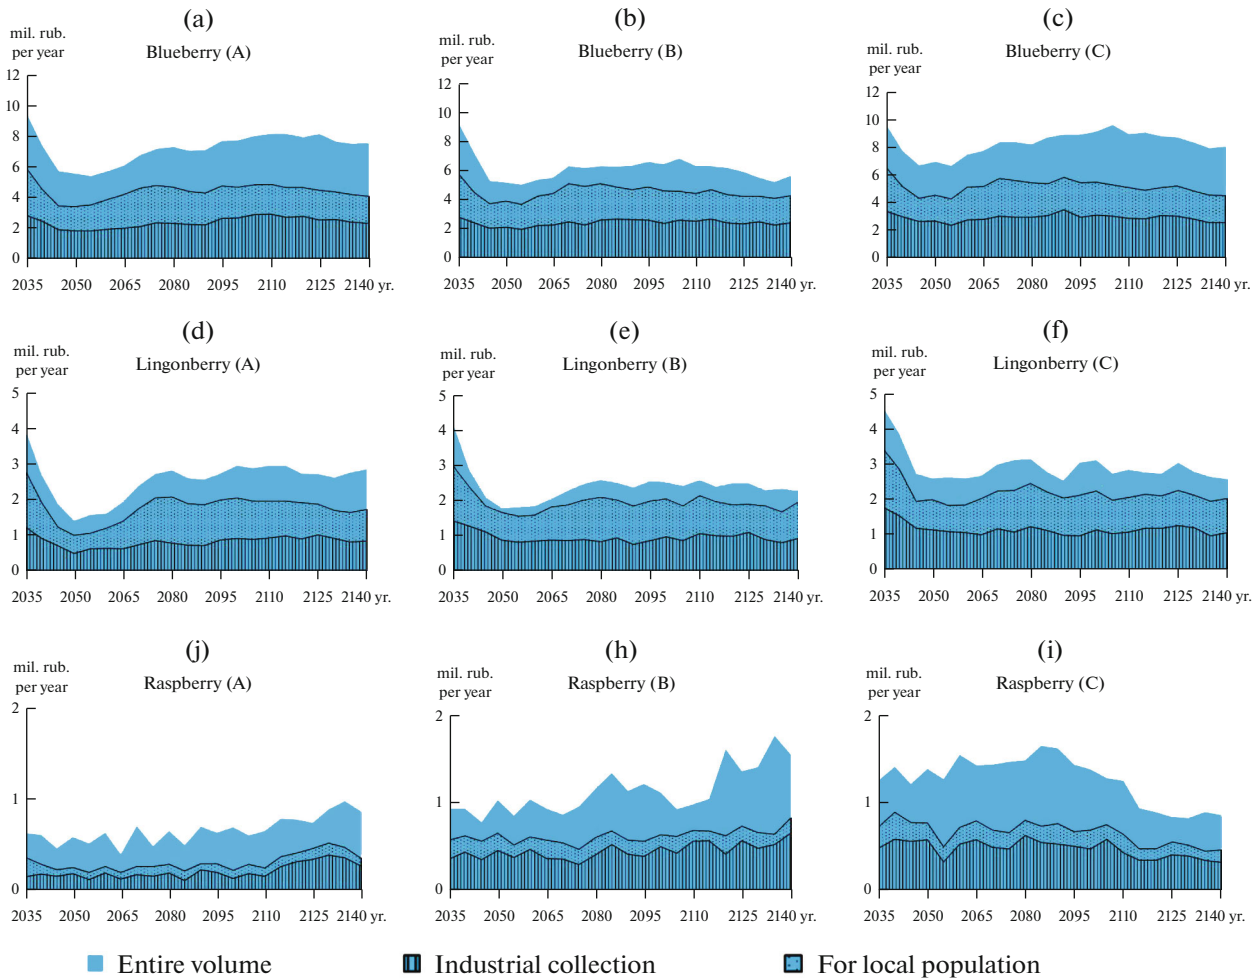 (a)
mil. rub.
per year
Blueberry (A)
12
10
8
6
4
2
0
2035 2050 2065 2080 2095 2110 2125 2140 yr.
(b)
mil. rub.
per year
Blueberry (B)
12
10
8
6
4
2
0
2035 2050 2065 2080 2095 2110 2125 2140
(c)
mil. rub.
per year
Blueberry (C)
12
10
8
6
4
2
0
2035 2050 2065 2080 2095 2110 2125 2140 yr.
(d)
mil. rub.
per year
Lingonberry (A)
5
4
3
2
1
0
2035 2050 2065 2080 2095 2110 2125 2140 yr.
(e)
mil. rub.
per year
Lingonberry (B)
5
4
3
2
1
0
2035 2050 2065 2080 2095 2110 2125 2140 yr.
(f)
mil. rub.
per year
Lingonberry (C)
5
4
3
2
1
0
2035 2050 2065 2080 2095 2110 2125 2140 yr.
(j)
mil. rub.
per year
Raspberry (A)
2
1
0
2035 2050 2065 2080 2095 2110 2125 2140 yr.
(h)
mil. rub.
per year
Raspberry (B)
2
1
0
2035 2050 2065 2080 2095 2110 2125 2140 yr.
(i)
mil. rub.
per year
Raspberry (C)
2
1
0
2035 2050 2065 2080 2095 2110 2125 2140 yr.
Entire volume
Industrial collection
For local population